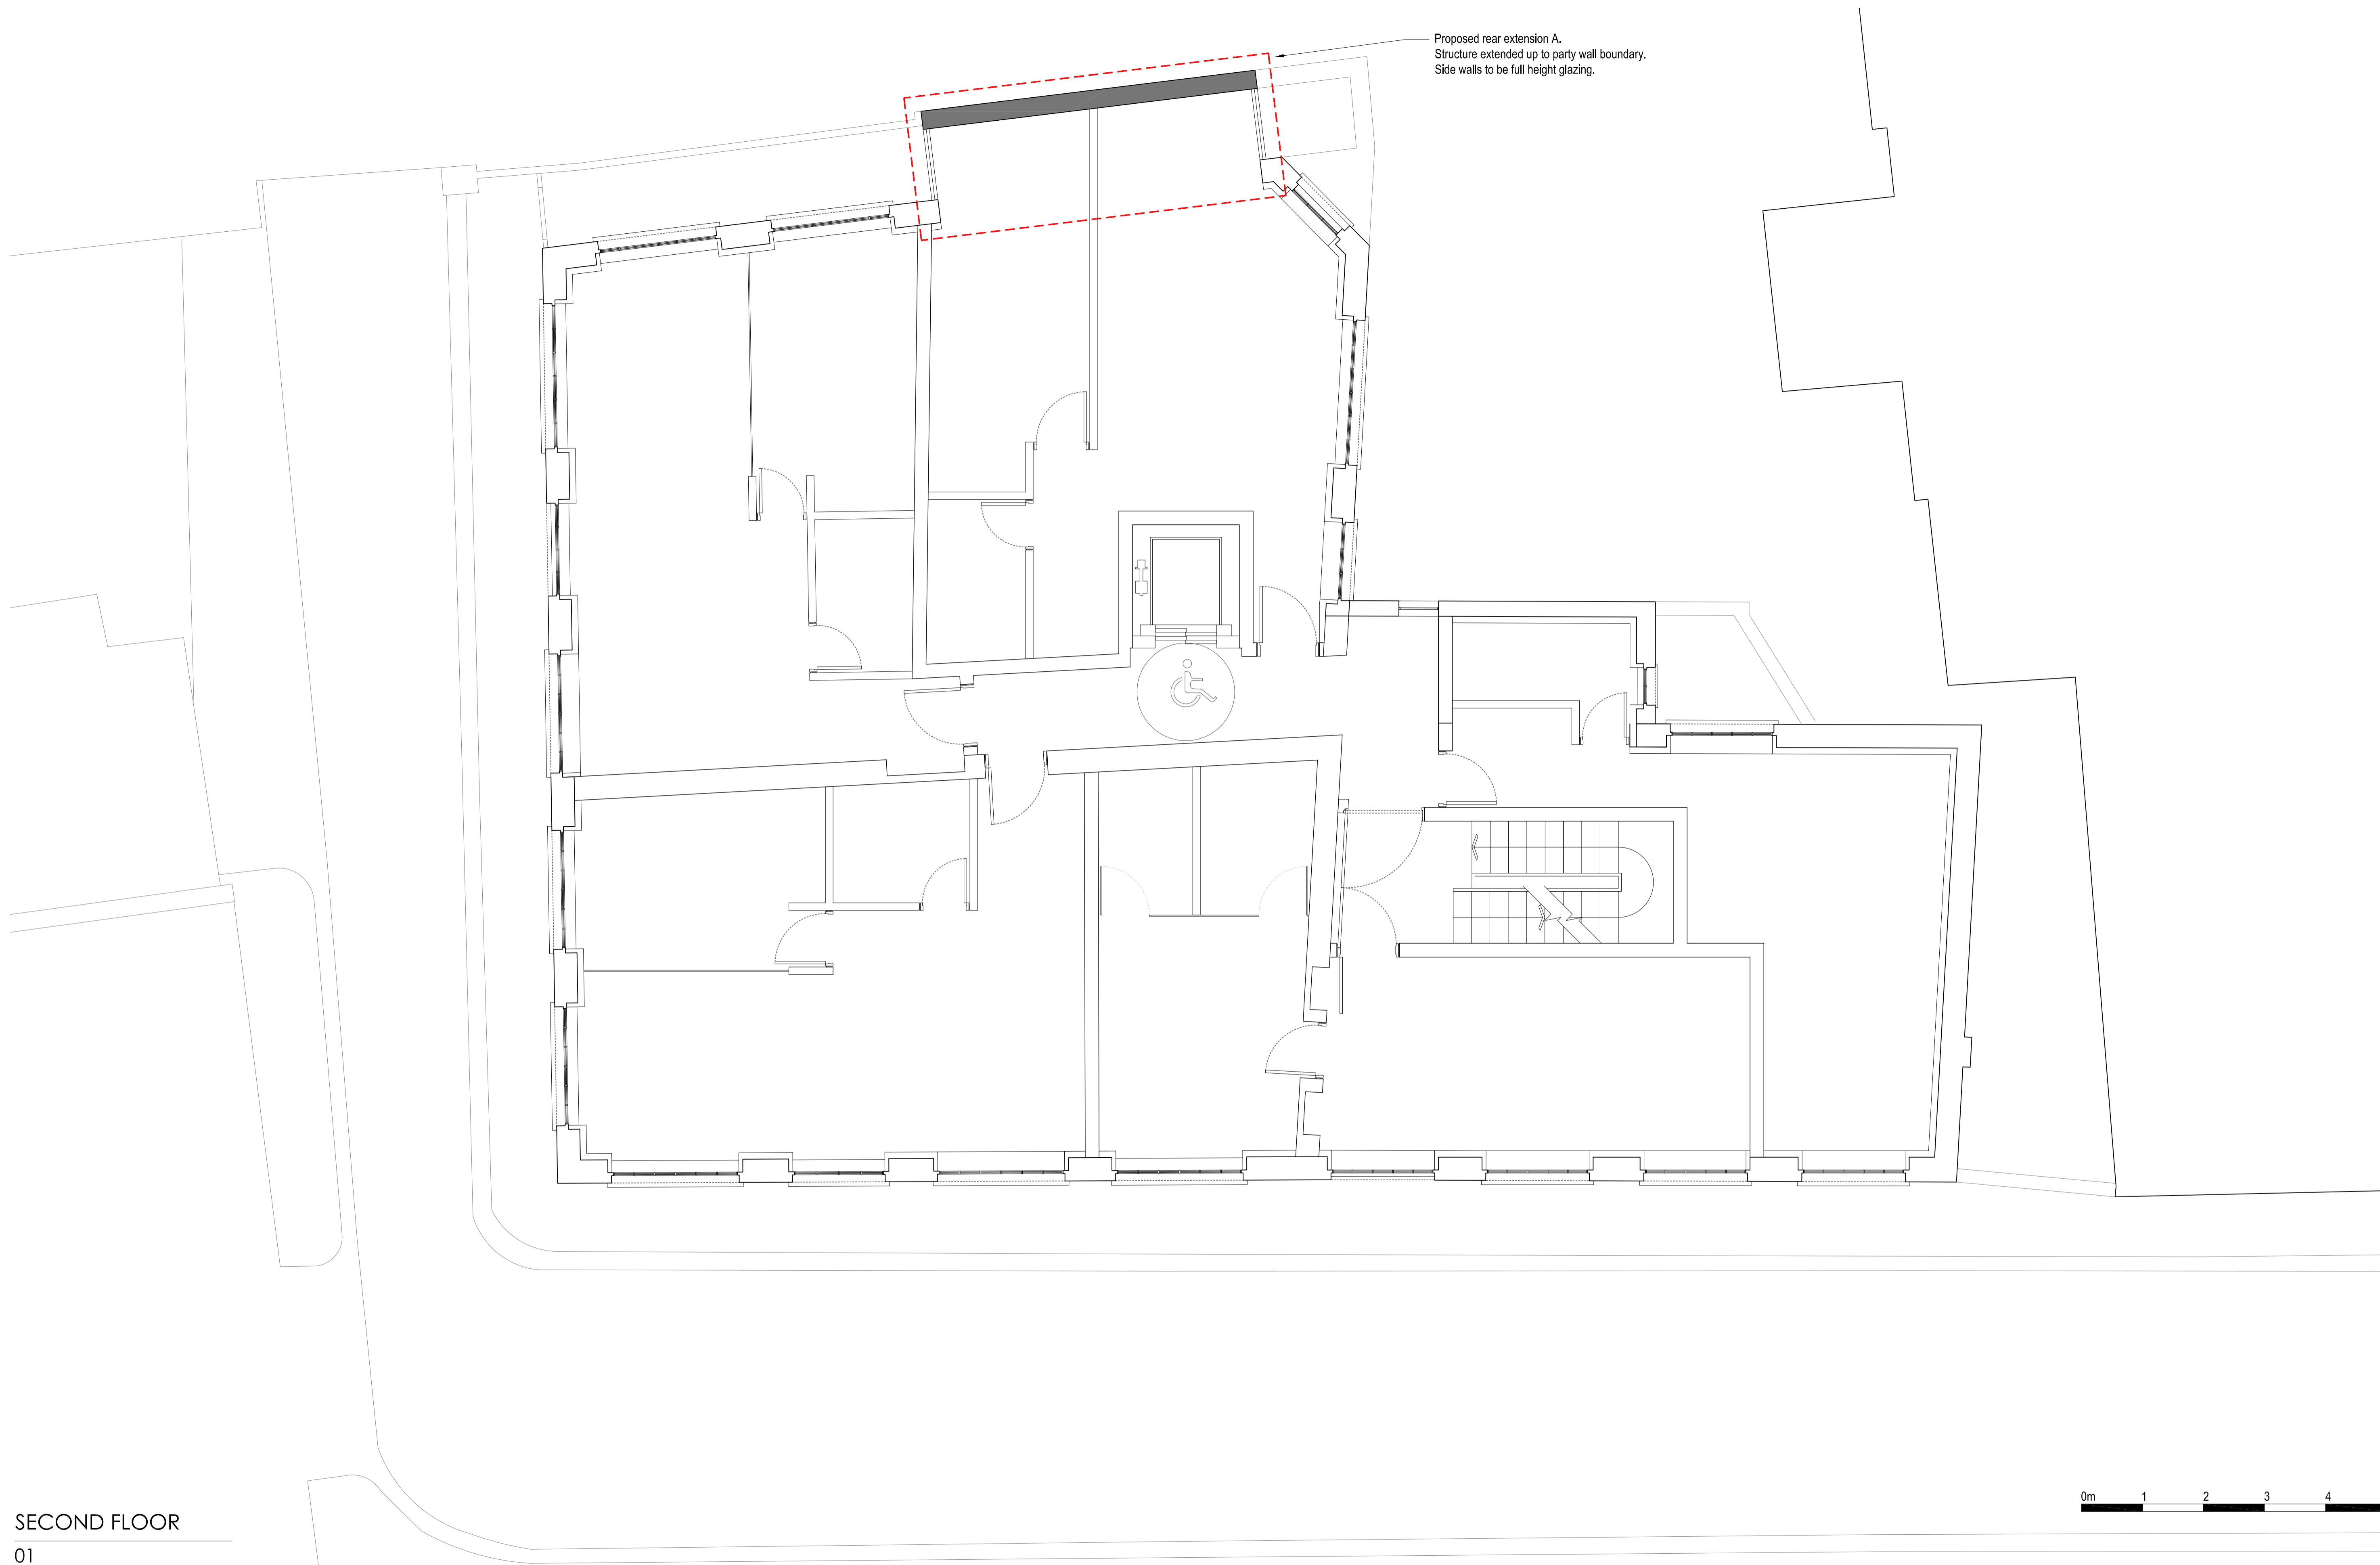 Proposed rear extension A.
Structure extended up to party wall boundary.
Side walls to be full height glazing.
0m 1 2 3 4
SECOND FLOOR
01